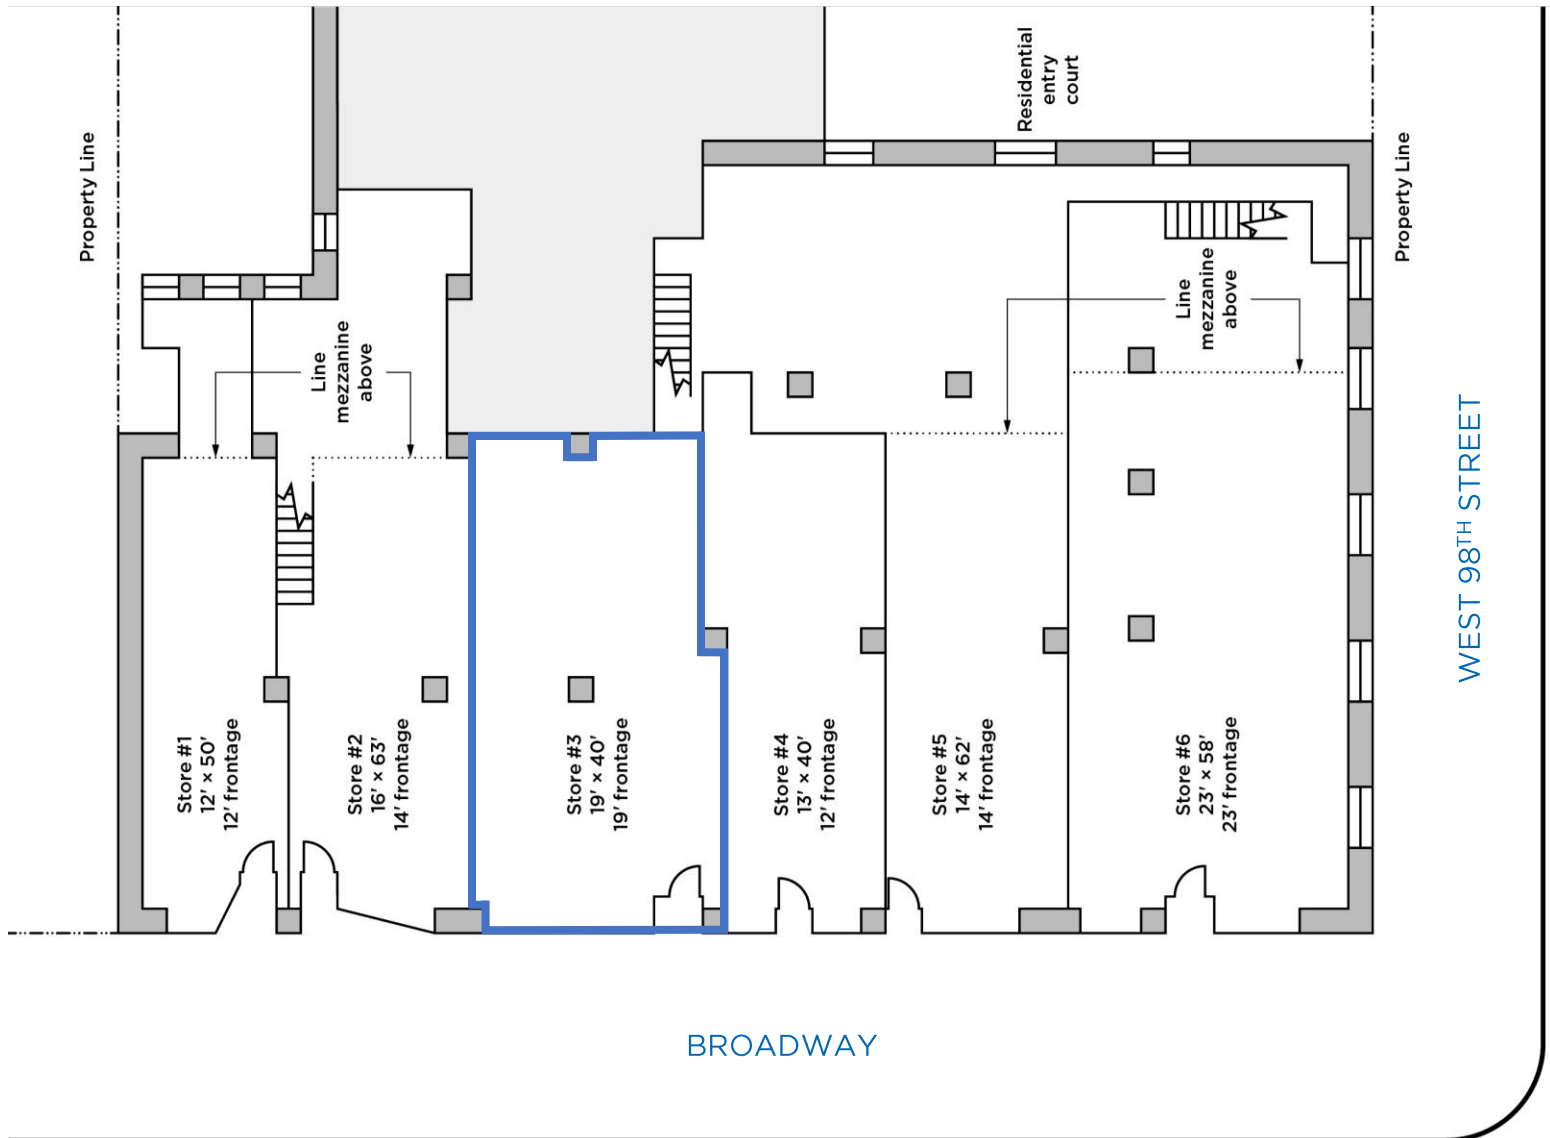 Property Line
Residential
entry
court
Property Line
Line
mezzanine
above
Line
mezzanine
above
Store #1
12' × 50'
12' frontage
Store #2
16' × 63'
14' frontage
Store #3
19' × 40'
19' frontage
Store #4
13' × 40'
12' frontage
Store #5
14' × 62'
14' frontage
Store #6
23' × 58'
23' frontage
WEST 98TH STREET
BROADWAY